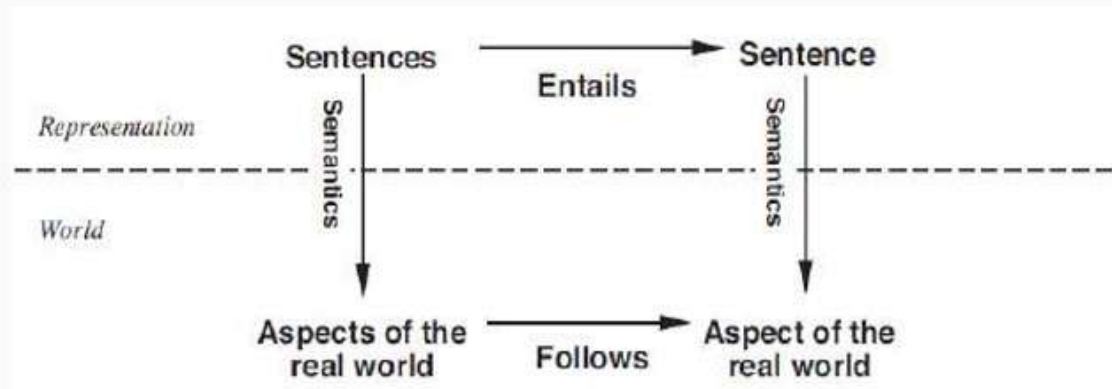 Sentences
Sentence
Entails
Representation
Semantics
Semantics
World
Aspects of the
real world
Follows
Aspect of the
real world